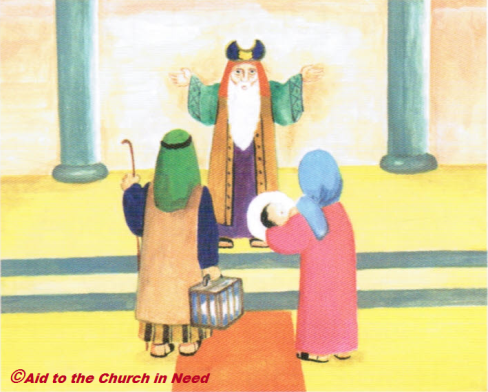 ©Aid to the Church in Need